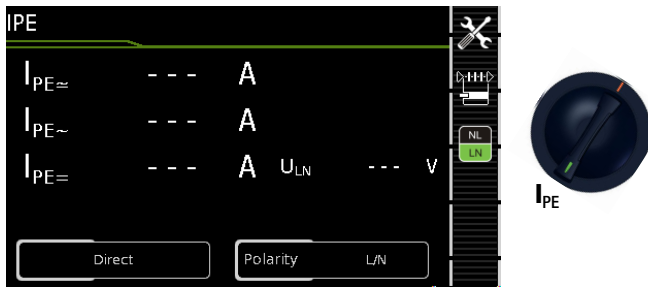 IPE
IPE≃ --- A
IPE~ --- A
IPE= --- A ULN --- V
NL
LN
Direct
Polarity L/N
IPE